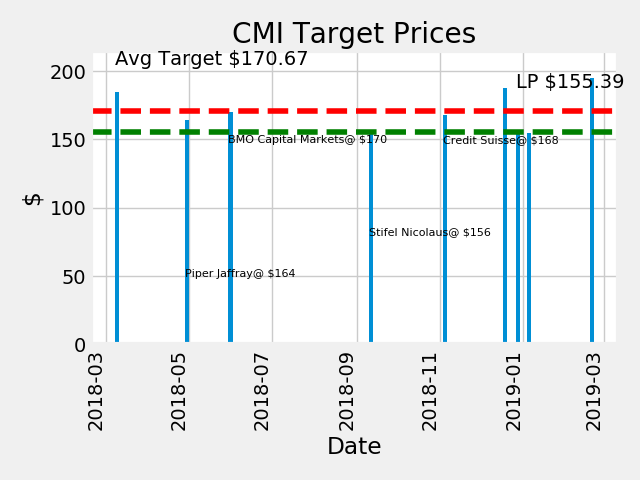 CMI Target Prices
Avg Target $170.67
LP $155.39
BMO Capital Markets@ $170
Credit Suisse@ $168
Stifel Nicolaus@ $156
Piper Jaffray@ $164
$
200
150
100
50
0
2018-03
2018-05
2018-07
2018-09
2018-11
2019-01
2019-03
Date